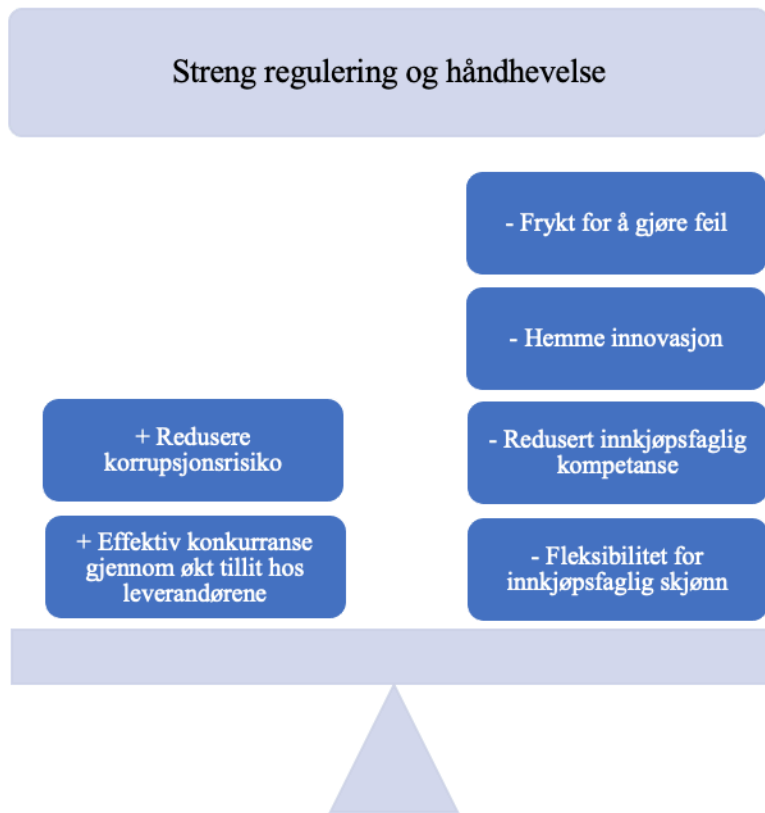 Streng regulering og håndhevelse
- Frykt for å gjøre feil
- Hemme innovasjon
+ Redusere
korrupsjonsrisiko
- Redusert innkjøpsfaglig
kompetanse
+ Effektiv konkurranse
gjennom økt tillit hos
leverandørene
- Fleksibilitet for
innkjøpsfaglig skjønn